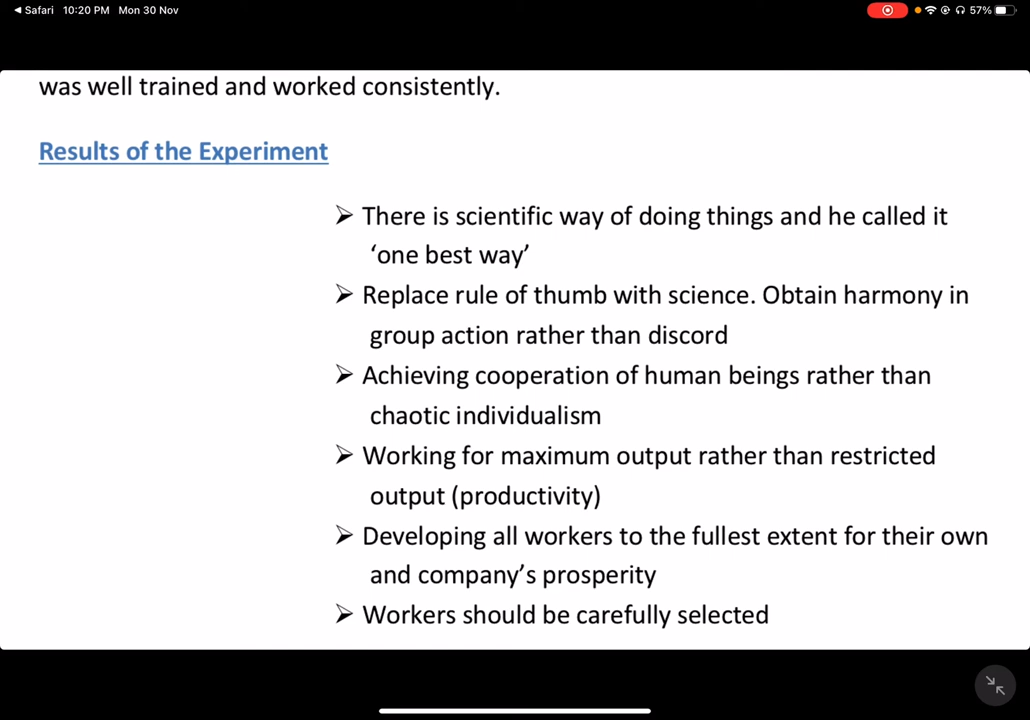 ◀ Safari 10:20 PM Mon 30 Nov 57%
was well trained and worked consistently.
Results of the Experiment
➢ There is scientific way of doing things and he called it
‘one best way’
➢ Replace rule of thumb with science. Obtain harmony in
group action rather than discord
➢ Achieving cooperation of human beings rather than
chaotic individualism
➢ Working for maximum output rather than restricted
output (productivity)
➢ Developing all workers to the fullest extent for their own
and company’s prosperity
➢ Workers should be carefully selected